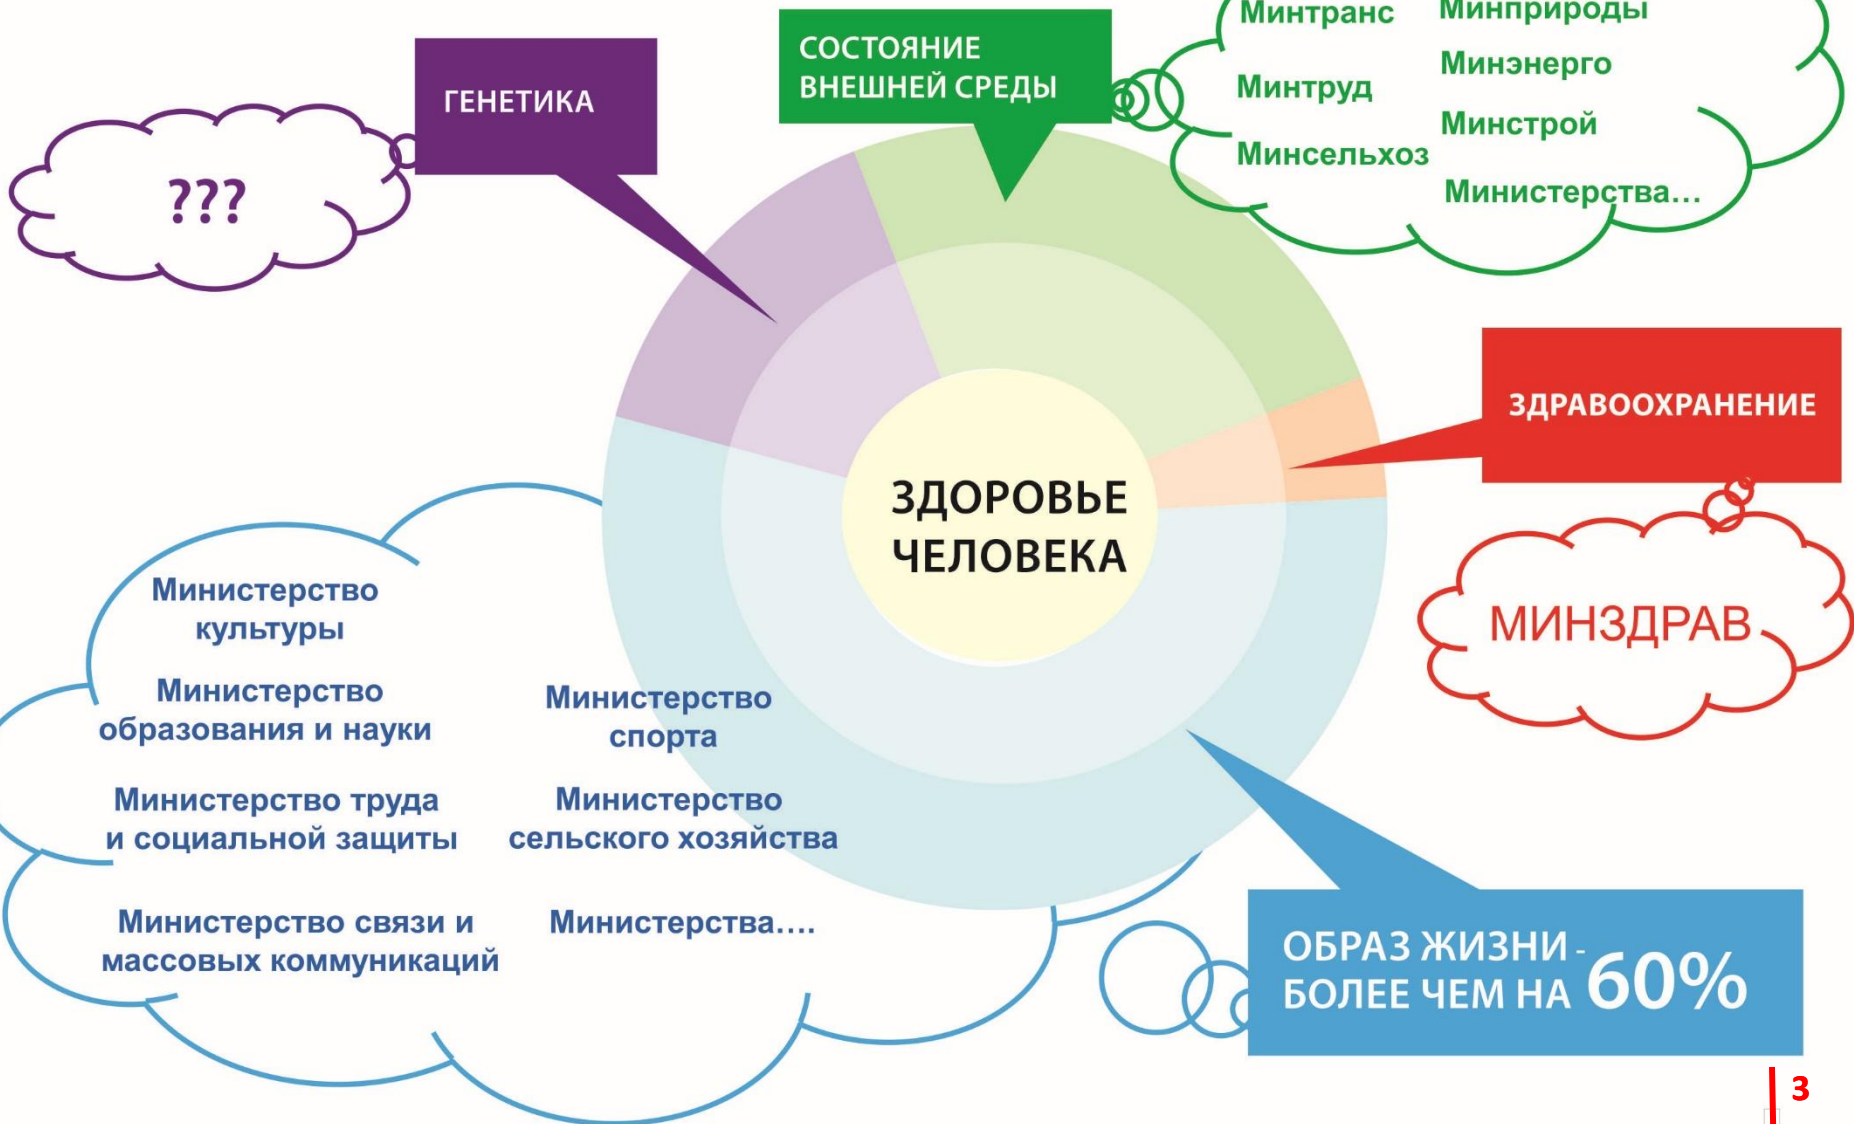 Минтранс
Минприроды
Минтруд
Минэнерго
Минсельхоз
Минстрой
Министерства...
СОСТОЯНИЕ
ВНЕШНЕЙ СРЕДЫ
ГЕНЕТИКА
???
ЗДРАВООХРАНЕНИЕ
МИНЗДРАВ
ЗДОРОВЬЕ
ЧЕЛОВЕКА
Министерство
культуры
Министерство
образования и науки
Министерство
спорта
Министерство труда
и социальной защиты
Министерство
сельского хозяйства
Министерство связи и
массовых коммуникаций
Министерства....
ОБРАЗ ЖИЗНИ -
БОЛЕЕ ЧЕМ НА 60%
3